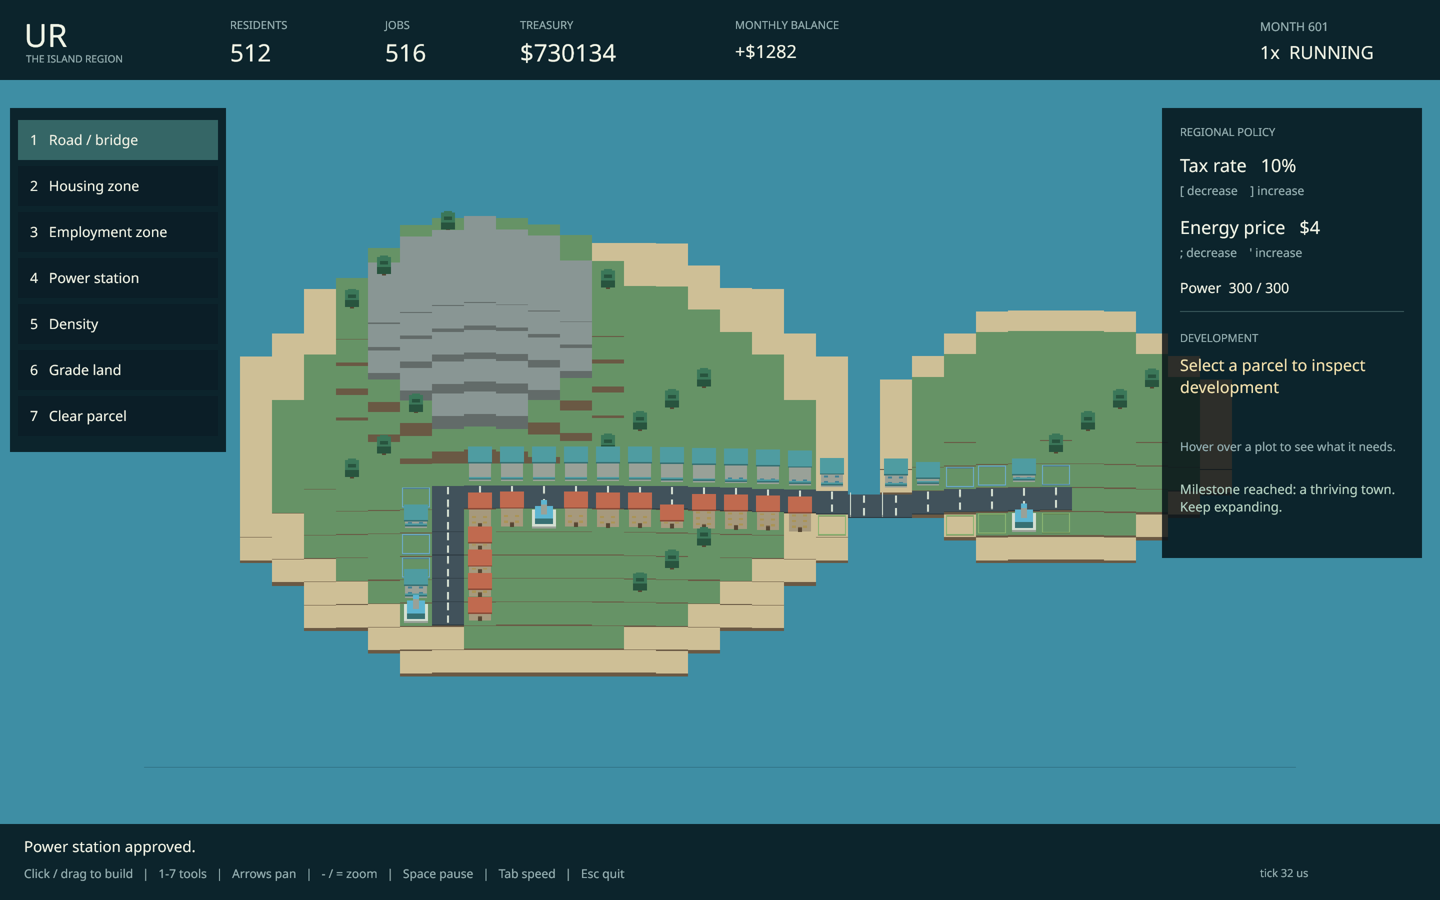 UR
THE ISLAND REGION
RESIDENTS
512
JOBS
516
TREASURY
$730134
MONTHLY BALANCE
+$1282
MONTH 601
1x RUNNING
1 Road / bridge
2 Housing zone
3 Employment zone
4 Power station
5 Density
6 Grade land
7 Clear parcel
REGIONAL POLICY
Tax rate 10%
[ decrease ] increase
Energy price $4
; decrease ' increase
Power 300 / 300
DEVELOPMENT
Select a parcel to inspect
development
Hover over a plot to see what it needs.
Milestone reached: a thriving town.
Keep expanding.
Power station approved.
Click / drag to build | 1-7 tools | Arrows pan | - / = zoom | Space pause | Tab speed | Esc quit
tick 32 us